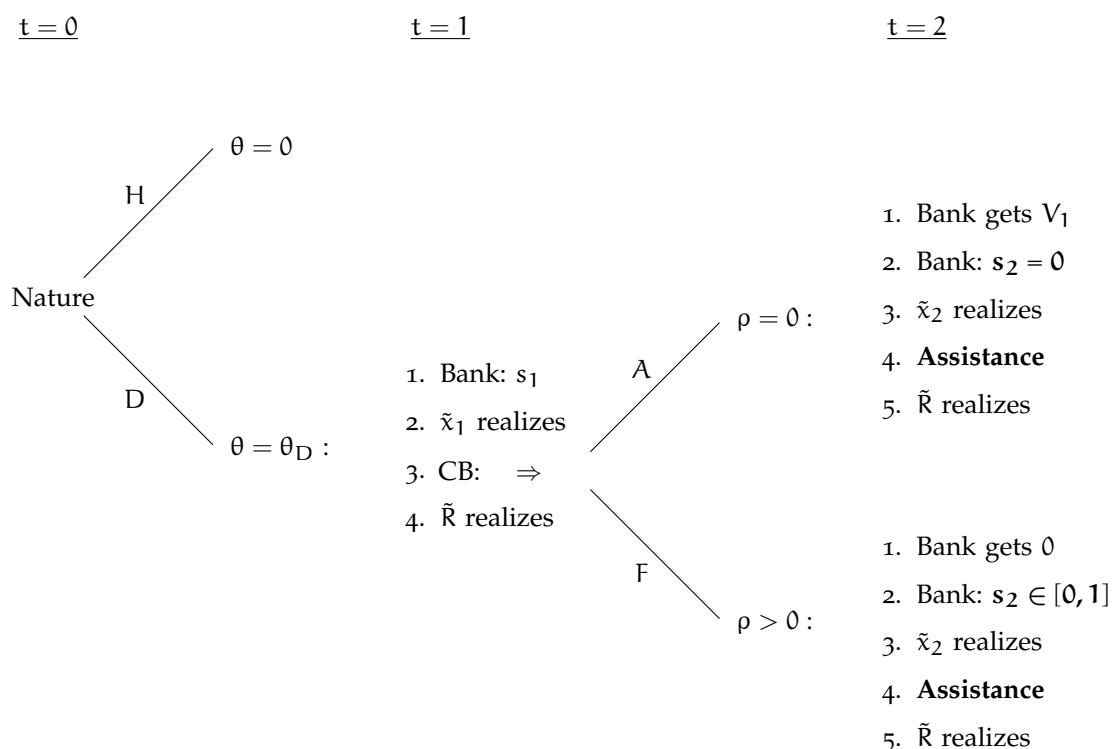 t = 0
t = 1
t = 2
θ = 0
H
Nature
D
θ = θ_D :
1. Bank: s₁
2. x̃₁ realizes
3. CB: ⇒
4. R̃ realizes
A
F
ρ = 0 :
1. Bank gets V₁
2. Bank: s₂ = 0
3. x̃₂ realizes
4. Assistance
5. R̃ realizes
ρ > 0 :
1. Bank gets 0
2. Bank: s₂ ∈ [0, 1]
3. x̃₂ realizes
4. Assistance
5. R̃ realizes